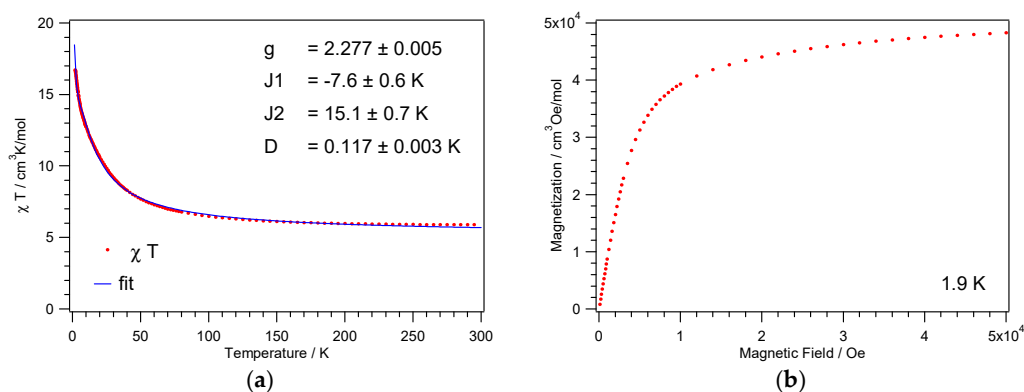 20
15
10
5
0
χ T / cm³K/mol
g = 2.277 ± 0.005
J1 = -7.6 ± 0.6 K
J2 = 15.1 ± 0.7 K
D = 0.117 ± 0.003 K
χ T
fit
0 50 100 150 200 250 300
Temperature / K
(a)
5x10⁴
4
3
2
1
0
Magnetization / cm³Oe/mol
1.9 K
0 1 2 3 4 5x10⁴
Magnetic Field / Oe
(b)